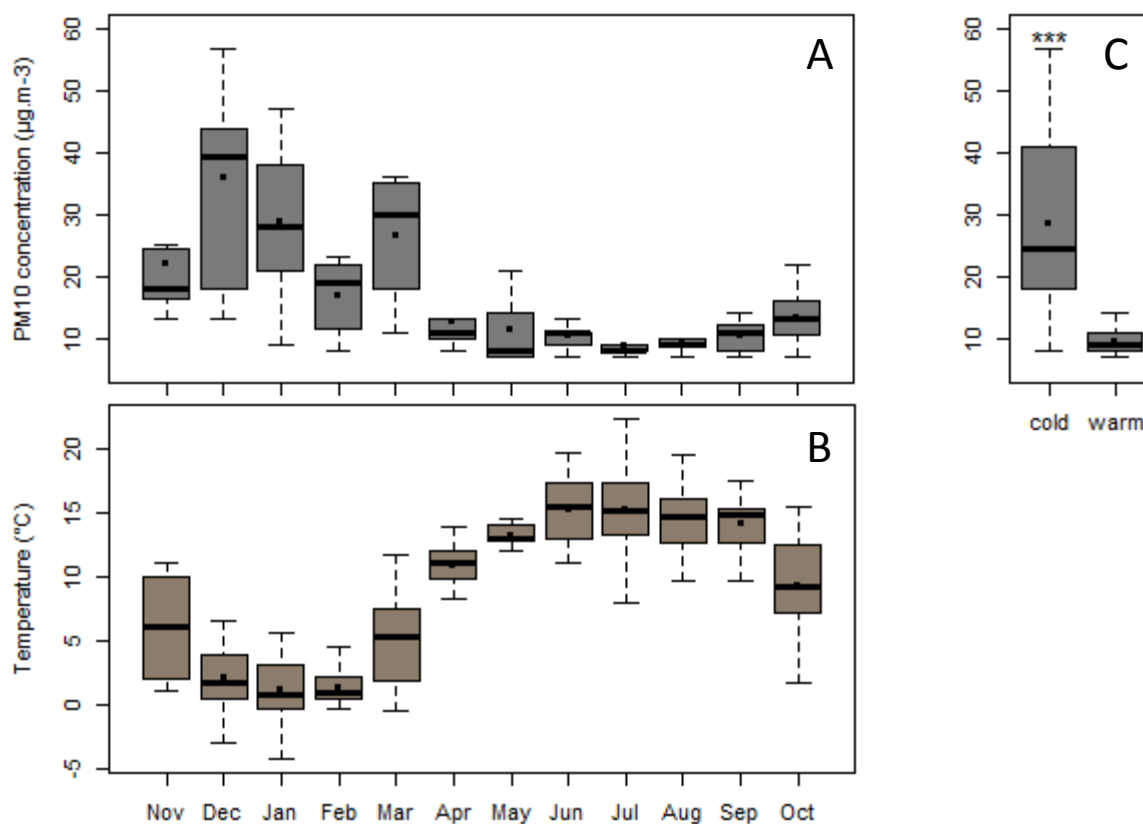 A
PM10 concentration (µg.m-3)
60
50
40
30
20
10
C
***
60
50
40
30
20
10
cold warm
B
Temperature (°C)
20
15
10
5
0
-5
Nov Dec Jan Feb Mar Apr May Jun Jul Aug Sep Oct